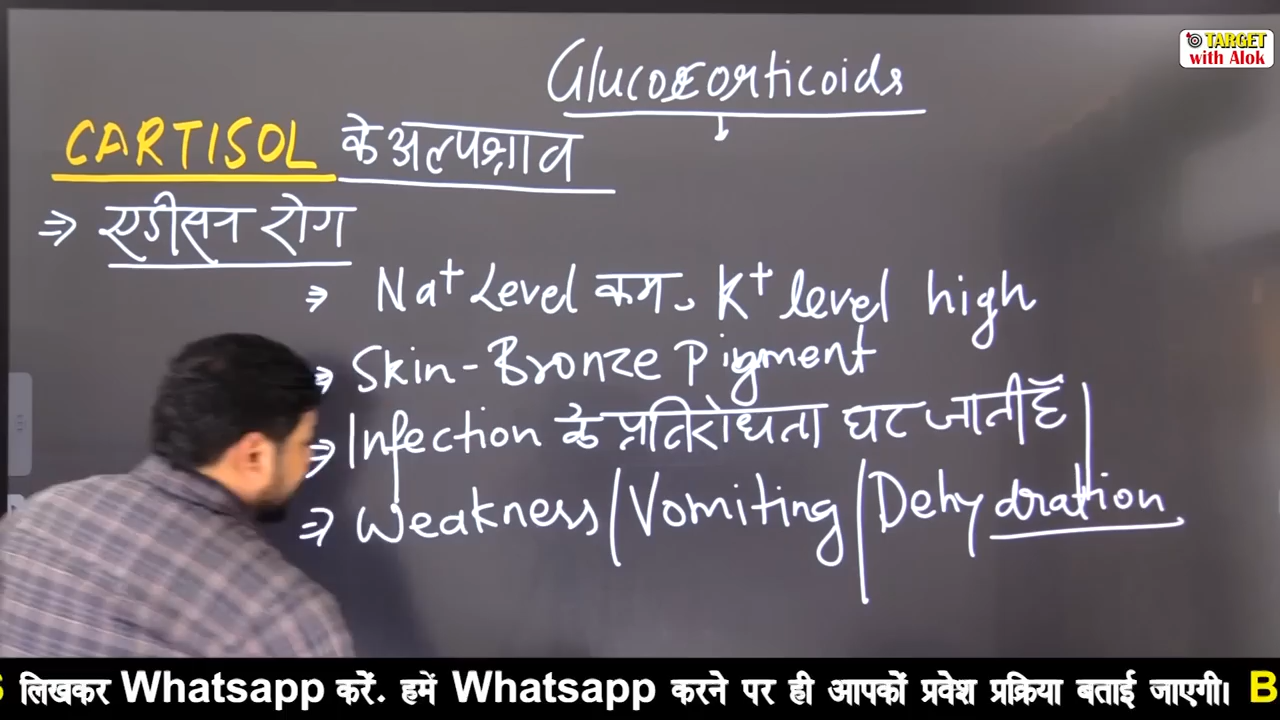 TARGET
with Alok
Glucocorticoids
CARTISOL के अल्पश्राव
⇒ एडीसन रोग
⇒ Na+ Level कम, K+ level high
⇒ Skin-Bronze Pigment
⇒ Infection के प्रतिरोधता घट जाती है|
⇒ Weakness/Vomiting/Dehydration
S लिखकर Whatsapp करें. हमें Whatsapp करने पर ही आपकों प्रवेश प्रक्रिया बताई जाएगी। B